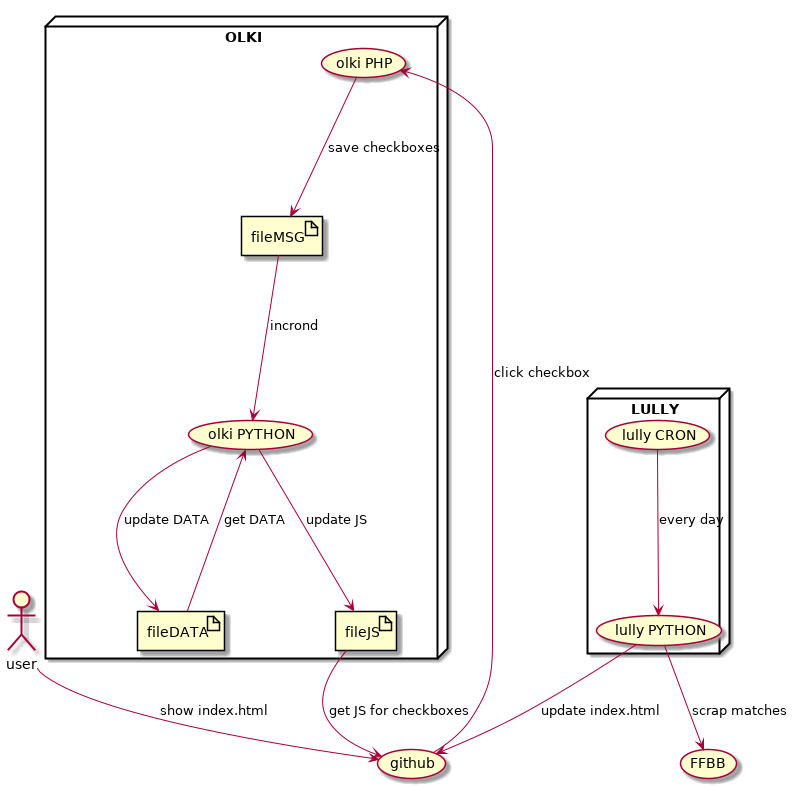 OLKI
olki PHP
save checkboxes
fileMSG
incrond
click checkbox
LULLY
olki PYTHON
lully CRON
update DATA
get DATA
update JS
every day
fileDATA
fileJS
lully PYTHON
user
show index.html
get JS for checkboxes
update index.html
scrap matches
github
FFBB